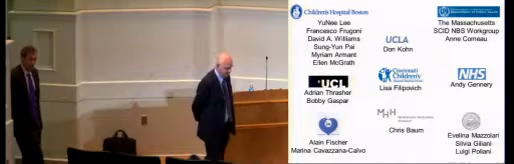 Children's Hospital Boston
YuNee Lee
Francesco Frugoni
David A. Williams
Sung-Yun Pai
Myriam Armant
Ellen McGrath
UCL
Adrian Thrasher
Bobby Gaspar
Alain Fischer
Marina Cavazzana-Calvo
UCLA
Don Kohn
Cincinnati
Children's
Lisa Filipovich
MHH
Chris Baum
The Massachusetts
SCID NBS Workgroup
Anne Comeau
NHS
Andy Gennery
Evelina Mazzolari
Silvia Giliani
Luigi Poliani